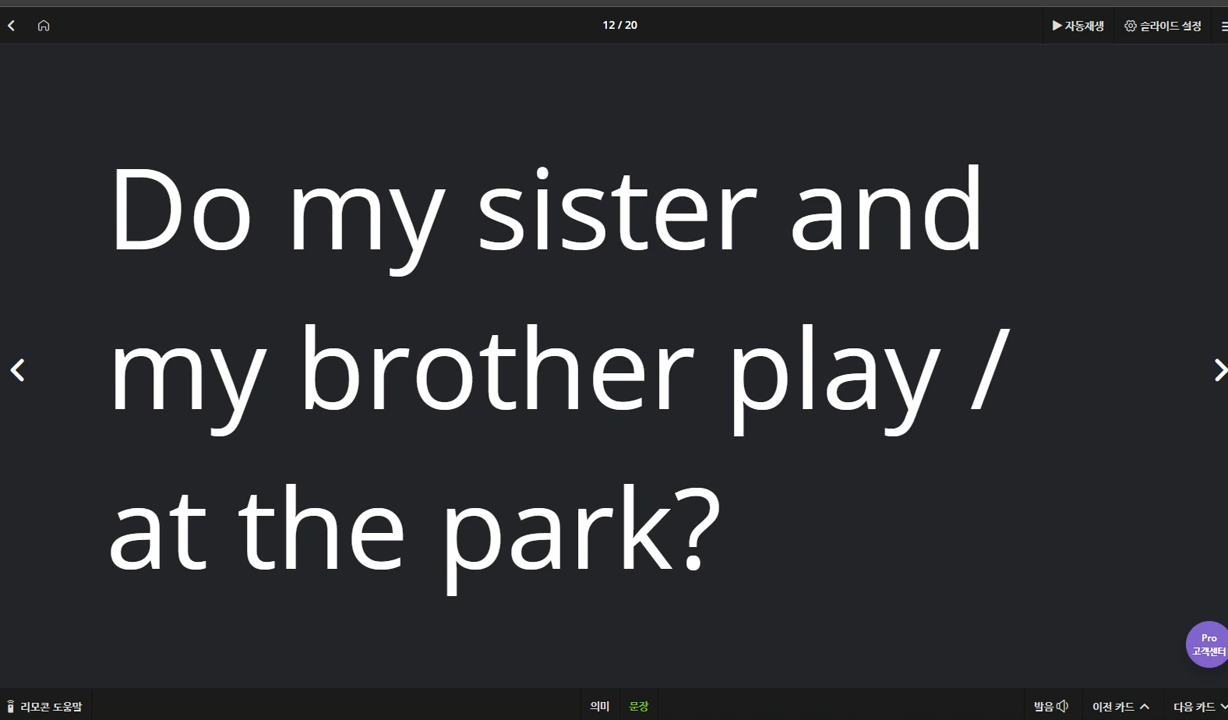 12 / 20
▶ 자동재생
슬라이드 설정
Do my sister and
my brother play /
at the park?
Pro
고객센터
리모콘 도움말
의미
문장
발음
이전 카드
다음 카드